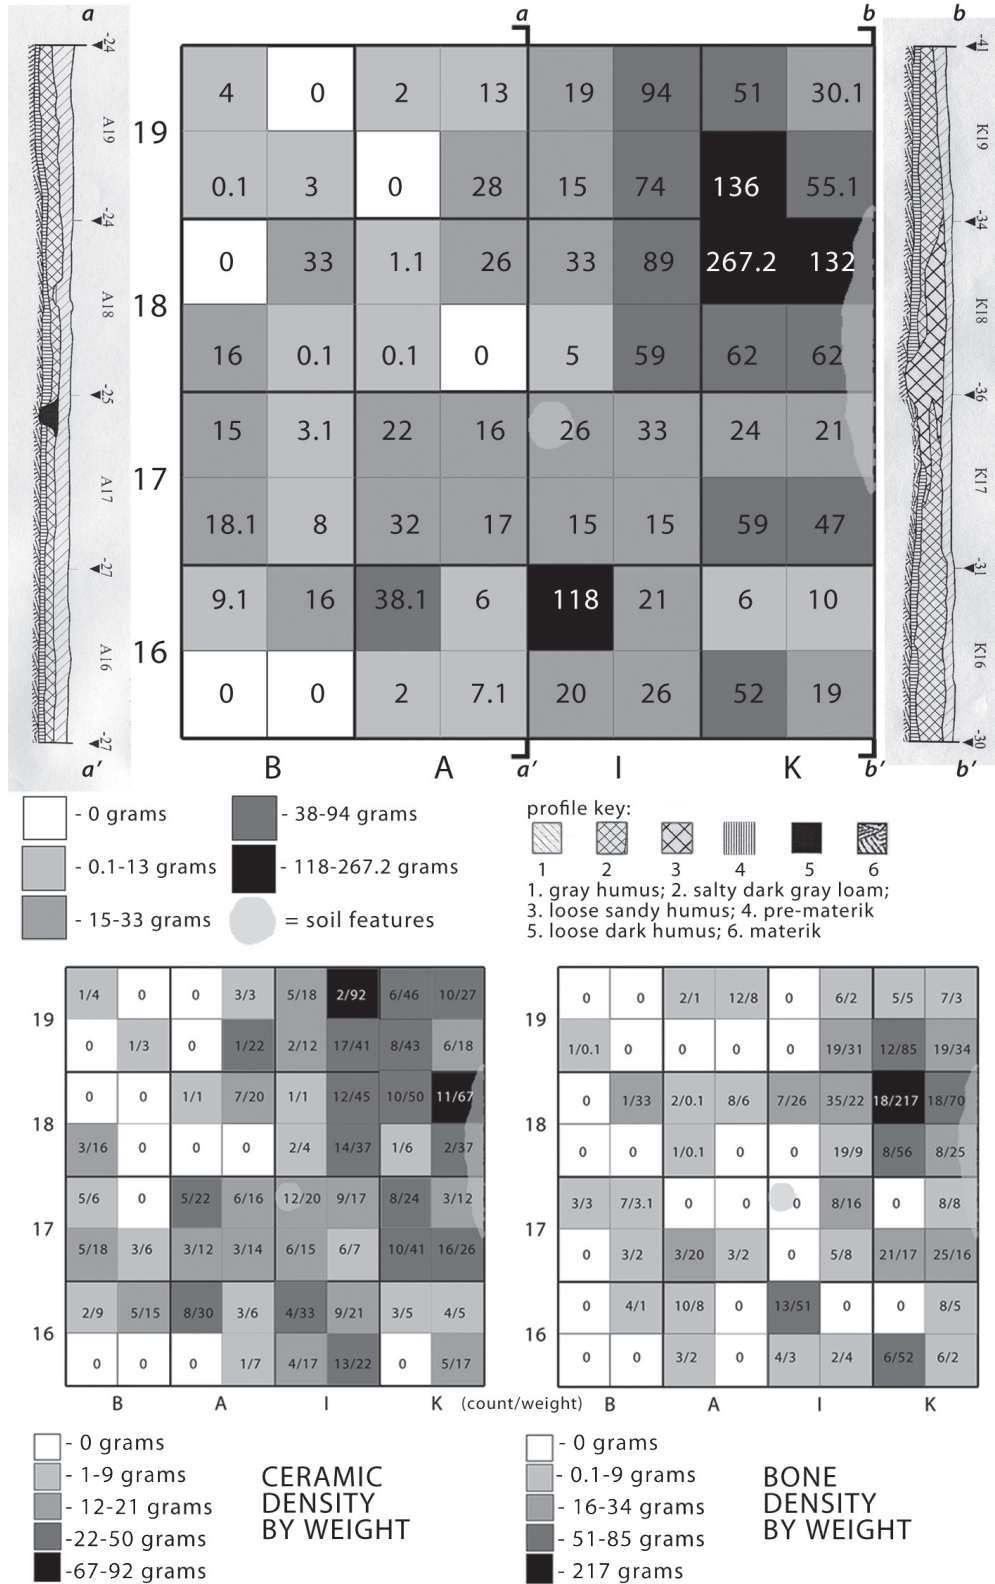 a a b b
-24 4 0 2 13 19 94 51 30.1 -41
A19 19 K19
0.1 3 0 28 15 74 136 55.1
-24 -34
0 33 1.1 26 33 89 267.2 132
A18 18 K18
16 0.1 0.1 0 5 59 62 62
-25 -36
15 3.1 22 16 26 33 24 21
A17 17 K17
18.1 8 32 17 15 15 59 47
-27 -31
9.1 16 38.1 6 118 21 6 10
A16 16 K16
0 0 2 7.1 20 26 52 19
-27 -30
a' B A a' I K b' b'
- 0 grams
- 0.1-13 grams
- 15-33 grams
- 38-94 grams
- 118-267.2 grams
= soil features
profile key:
1 2 3 4 5 6
1. gray humus; 2. salty dark gray loam;
3. loose sandy humus; 4. pre-materik
5. loose dark humus; 6. materik
1/4 0 0 3/3 5/18 2/92 6/46 10/27
19
0 1/3 0 1/22 2/12 17/41 8/43 6/18
0 0 1/1 7/20 1/1 12/45 10/50 11/67
18
3/16 0 0 0 2/4 14/37 1/6 2/37
5/6 0 5/22 6/16 12/20 9/17 8/24 3/12
17
5/18 3/6 3/12 3/14 6/15 6/7 10/41 16/26
2/9 5/15 8/30 3/6 4/33 9/21 3/5 4/5
16
0 0 0 1/7 4/17 13/22 0 5/17
B A I K
(count/weight)
0 0 2/1 12/8 0 6/2 5/5 7/3
19
1/0.1 0 0 0 0 19/31 12/85 19/34
0 1/33 2/0.1 8/6 7/26 35/22 18/217 18/70
18
0 0 1/0.1 0 0 19/9 8/56 8/25
3/3 7/3.1 0 0 0 8/16 0 8/8
17
0 3/2 3/20 3/2 0 5/8 21/17 25/16
0 4/1 10/8 0 13/51 0 0 8/5
16
0 0 3/2 0 4/3 2/4 6/52 6/2
B A I K
- 0 grams
- 1-9 grams
- 12-21 grams
-22-50 grams
-67-92 grams
CERAMIC
DENSITY
BY WEIGHT
- 0 grams
- 0.1-9 grams
- 16-34 grams
- 51-85 grams
- 217 grams
BONE
DENSITY
BY WEIGHT